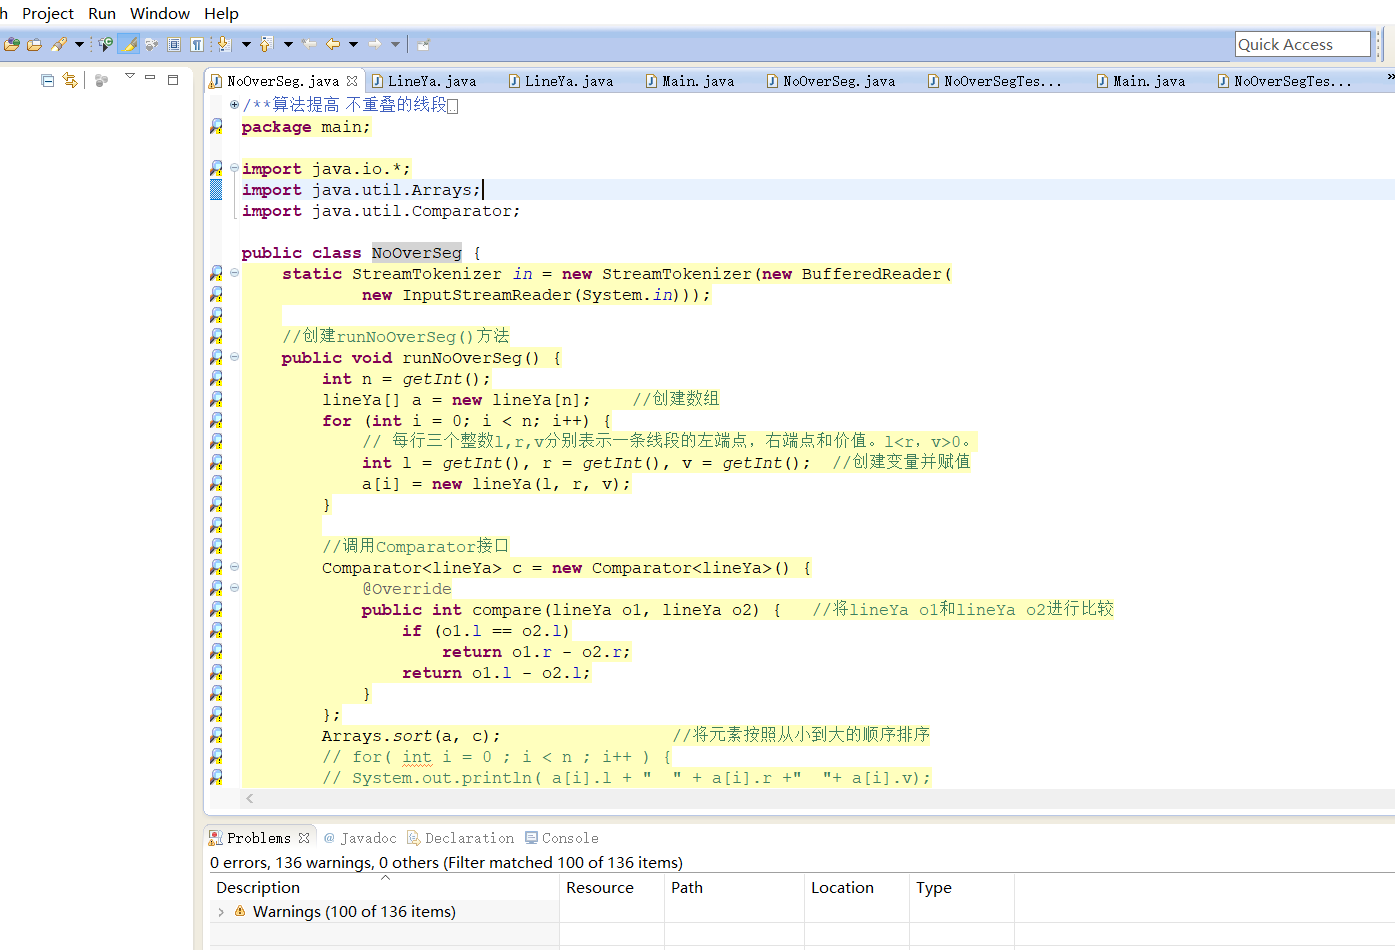 h Project Run Window Help
Quick Access
NoOverSeg.java LineYa.java LineYa.java Main.java NoOverSeg.java NoOverSegTes... Main.java NoOverSegTes...
/**算法提高 不重叠的线段
package main;
import java.io.*;
import java.util.Arrays;
import java.util.Comparator;
public class NoOverSeg {
static StreamTokenizer in = new StreamTokenizer(new BufferedReader(
new InputStreamReader(System.in)));
//创建runNoOverSeg()方法
public void runNoOverSeg() {
int n = getInt();
lineYa[] a = new lineYa[n]; //创建数组
for (int i = 0; i < n; i++) {
// 每行三个整数l,r,v分别表示一条线段的左端点，右端点和价值。l<r，v>0。
int l = getInt(), r = getInt(), v = getInt(); //创建变量并赋值
a[i] = new lineYa(l, r, v);
}
//调用Comparator接口
Comparator<lineYa> c = new Comparator<lineYa>() {
@Override
public int compare(lineYa o1, lineYa o2) { //将lineYa o1和lineYa o2进行比较
if (o1.l == o2.l)
return o1.r - o2.r;
return o1.l - o2.l;
}
};
Arrays.sort(a, c); //将元素按照从小到大的顺序排序
// for( int i = 0 ; i < n ; i++ ) {
// System.out.println( a[i].l + "  " + a[i].r +"  "+ a[i].v);
Problems @ Javadoc Declaration Console
0 errors, 136 warnings, 0 others (Filter matched 100 of 136 items)
Description Resource Path Location Type
Warnings (100 of 136 items)